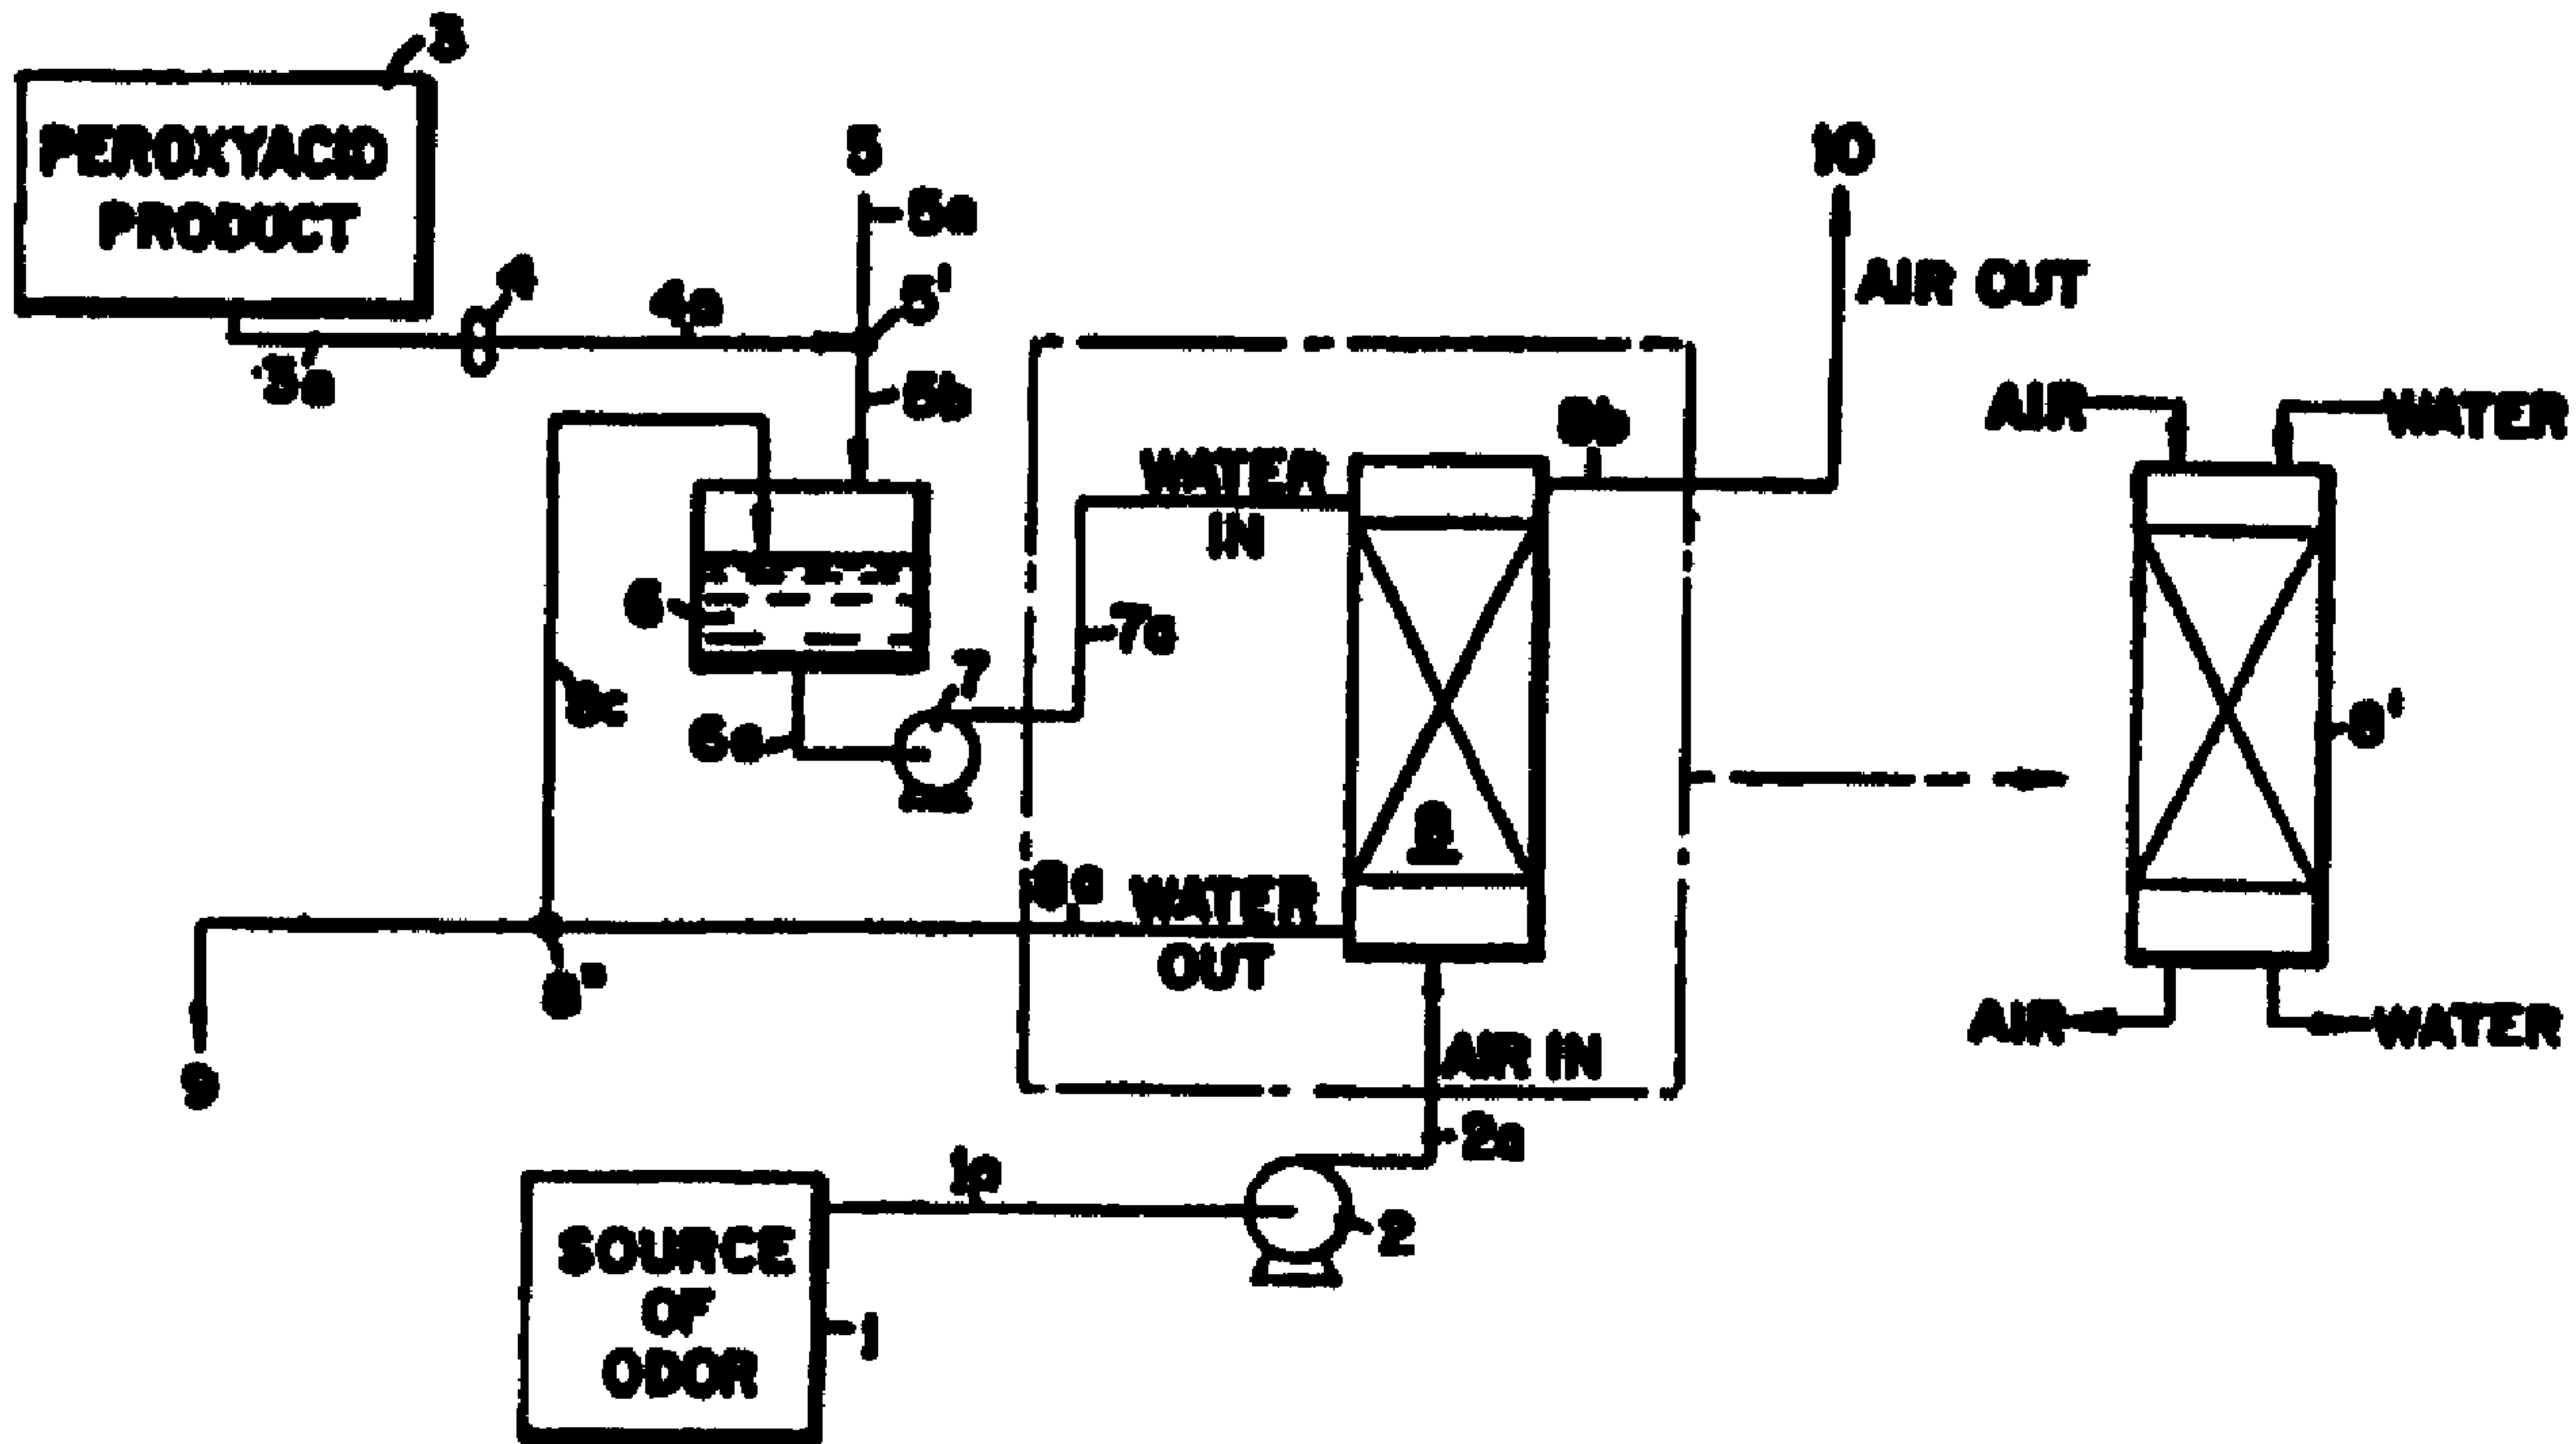 3
PEROXYACID
PRODUCT
3a
4
4a
5
5a
5'
5b
10
AIR OUT
6
6a
7
7a
WATER
IN
8b
8
8c
8a
WATER
OUT
8"
9
AIR IN
2a
1a
2
SOURCE
OF
ODOR
1
AIR
WATER
8'
AIR
WATER